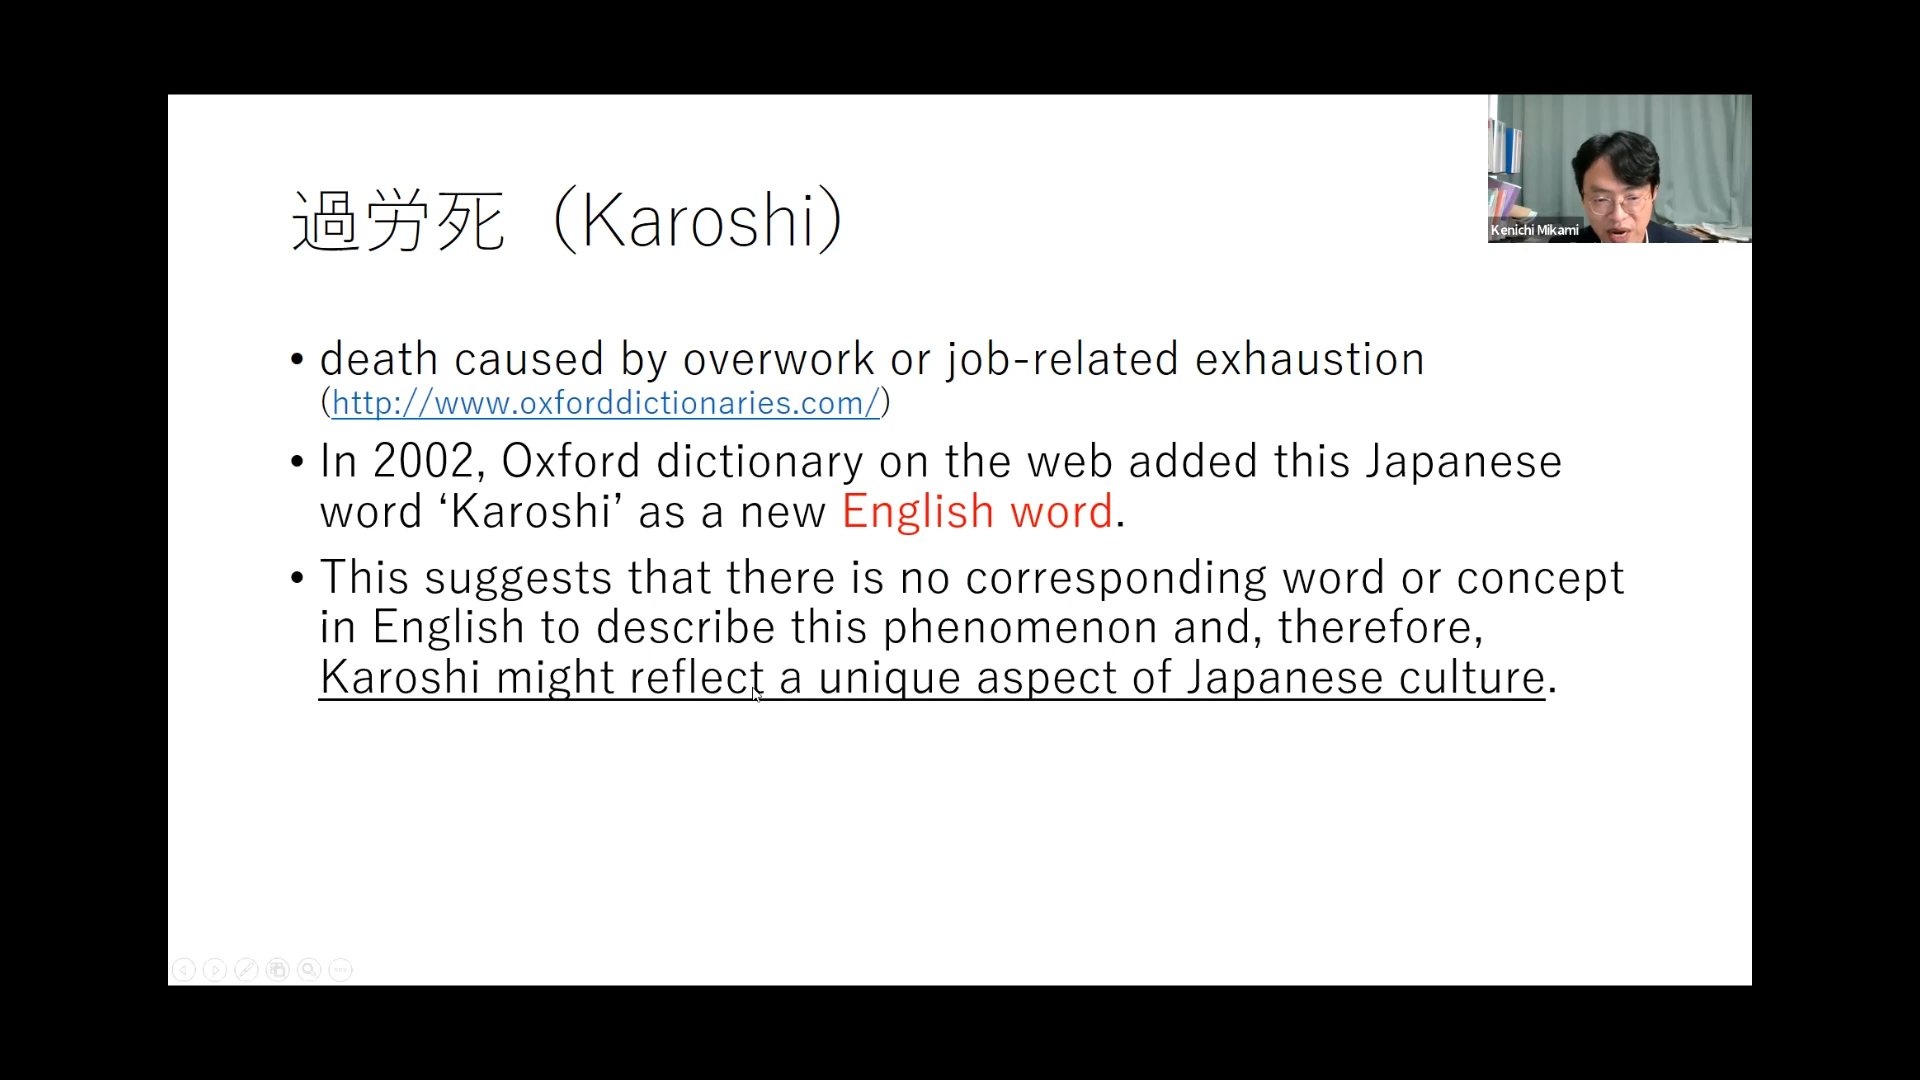 過労死（Karoshi）
Kenichi Mikami
• death caused by overwork or job-related exhaustion
(http://www.oxforddictionaries.com/)
• In 2002, Oxford dictionary on the web added this Japanese
word ‘Karoshi’ as a new English word.
• This suggests that there is no corresponding word or concept
in English to describe this phenomenon and, therefore,
Karoshi might reflect a unique aspect of Japanese culture.